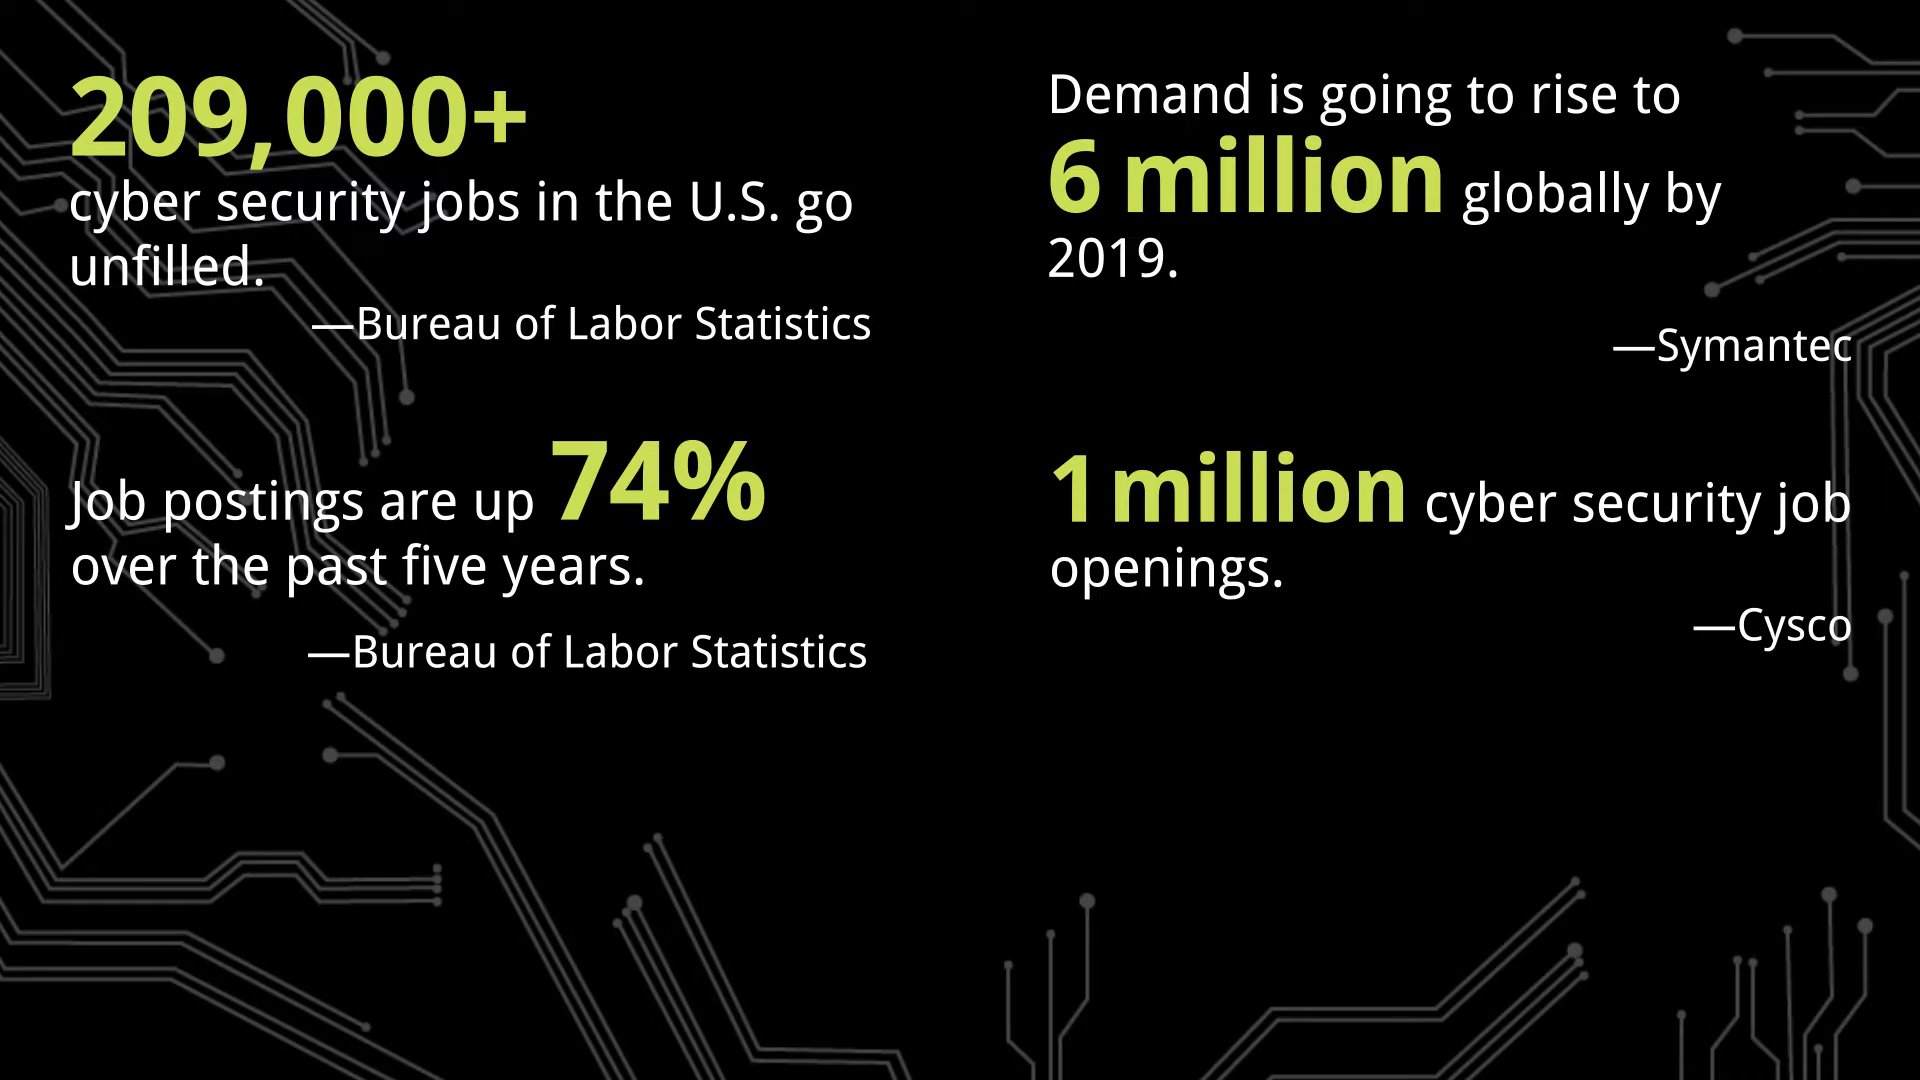 209,000+
cyber security jobs in the U.S. go
unfilled.
—Bureau of Labor Statistics
Job postings are up 74%
over the past five years.
—Bureau of Labor Statistics
Demand is going to rise to
6 million globally by
2019.
—Symantec
1 million cyber security job
openings.
—Cysco